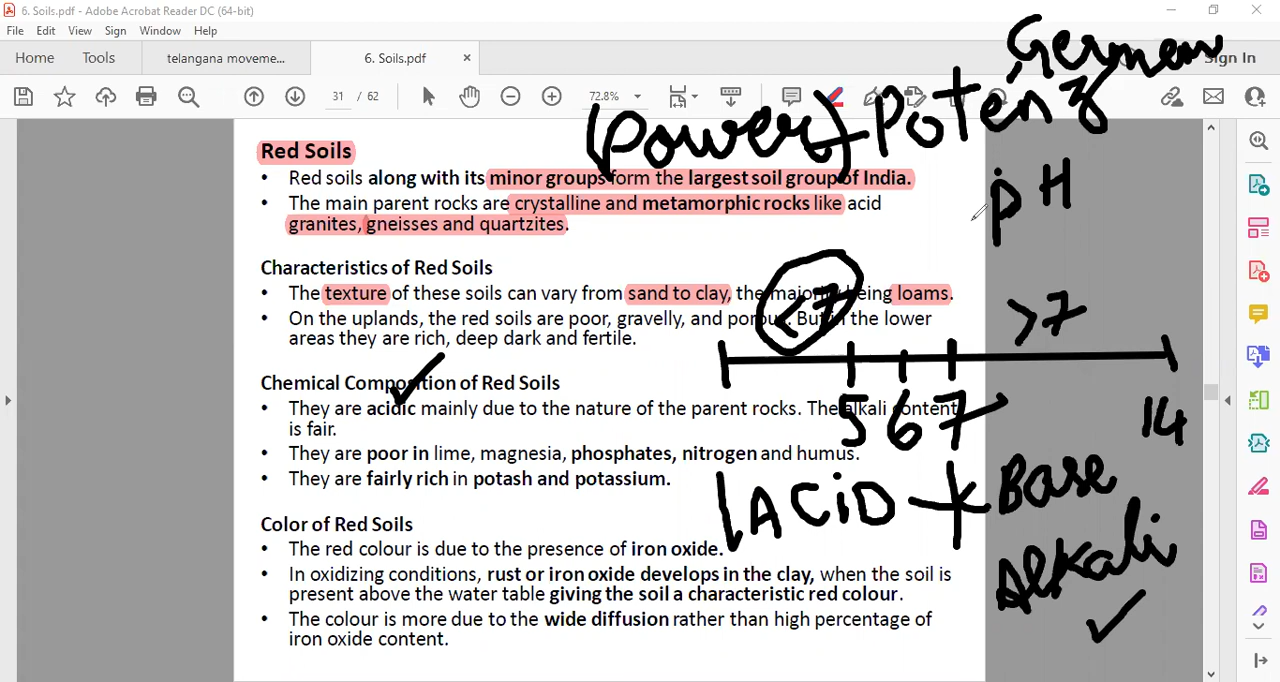 6. Soils.pdf - Adobe Acrobat Reader DC (64-bit)
File Edit View Sign Window Help
Home Tools telangana moveme... 6. Soils.pdf × Sign In
31 / 62 72.8%
German
(Power) Potenz
pH
Red Soils
• Red soils along with its minor groups form the largest soil group of India.
• The main parent rocks are crystalline and metamorphic rocks like acid
granites, gneisses and quartzites.
Characteristics of Red Soils
• The texture of these soils can vary from sand to clay, the majority being loams.
• On the uplands, the red soils are poor, gravelly, and porous. But in the lower
areas they are rich, deep dark and fertile.
<7 >7
5 6 7 14
Chemical Composition of Red Soils
• They are acidic mainly due to the nature of the parent rocks. The alkali content
is fair.
• They are poor in lime, magnesia, phosphates, nitrogen and humus.
• They are fairly rich in potash and potassium.
ACiD Base
Alkali
Color of Red Soils
• The red colour is due to the presence of iron oxide.
• In oxidizing conditions, rust or iron oxide develops in the clay, when the soil is
present above the water table giving the soil a characteristic red colour.
• The colour is more due to the wide diffusion rather than high percentage of
iron oxide content.